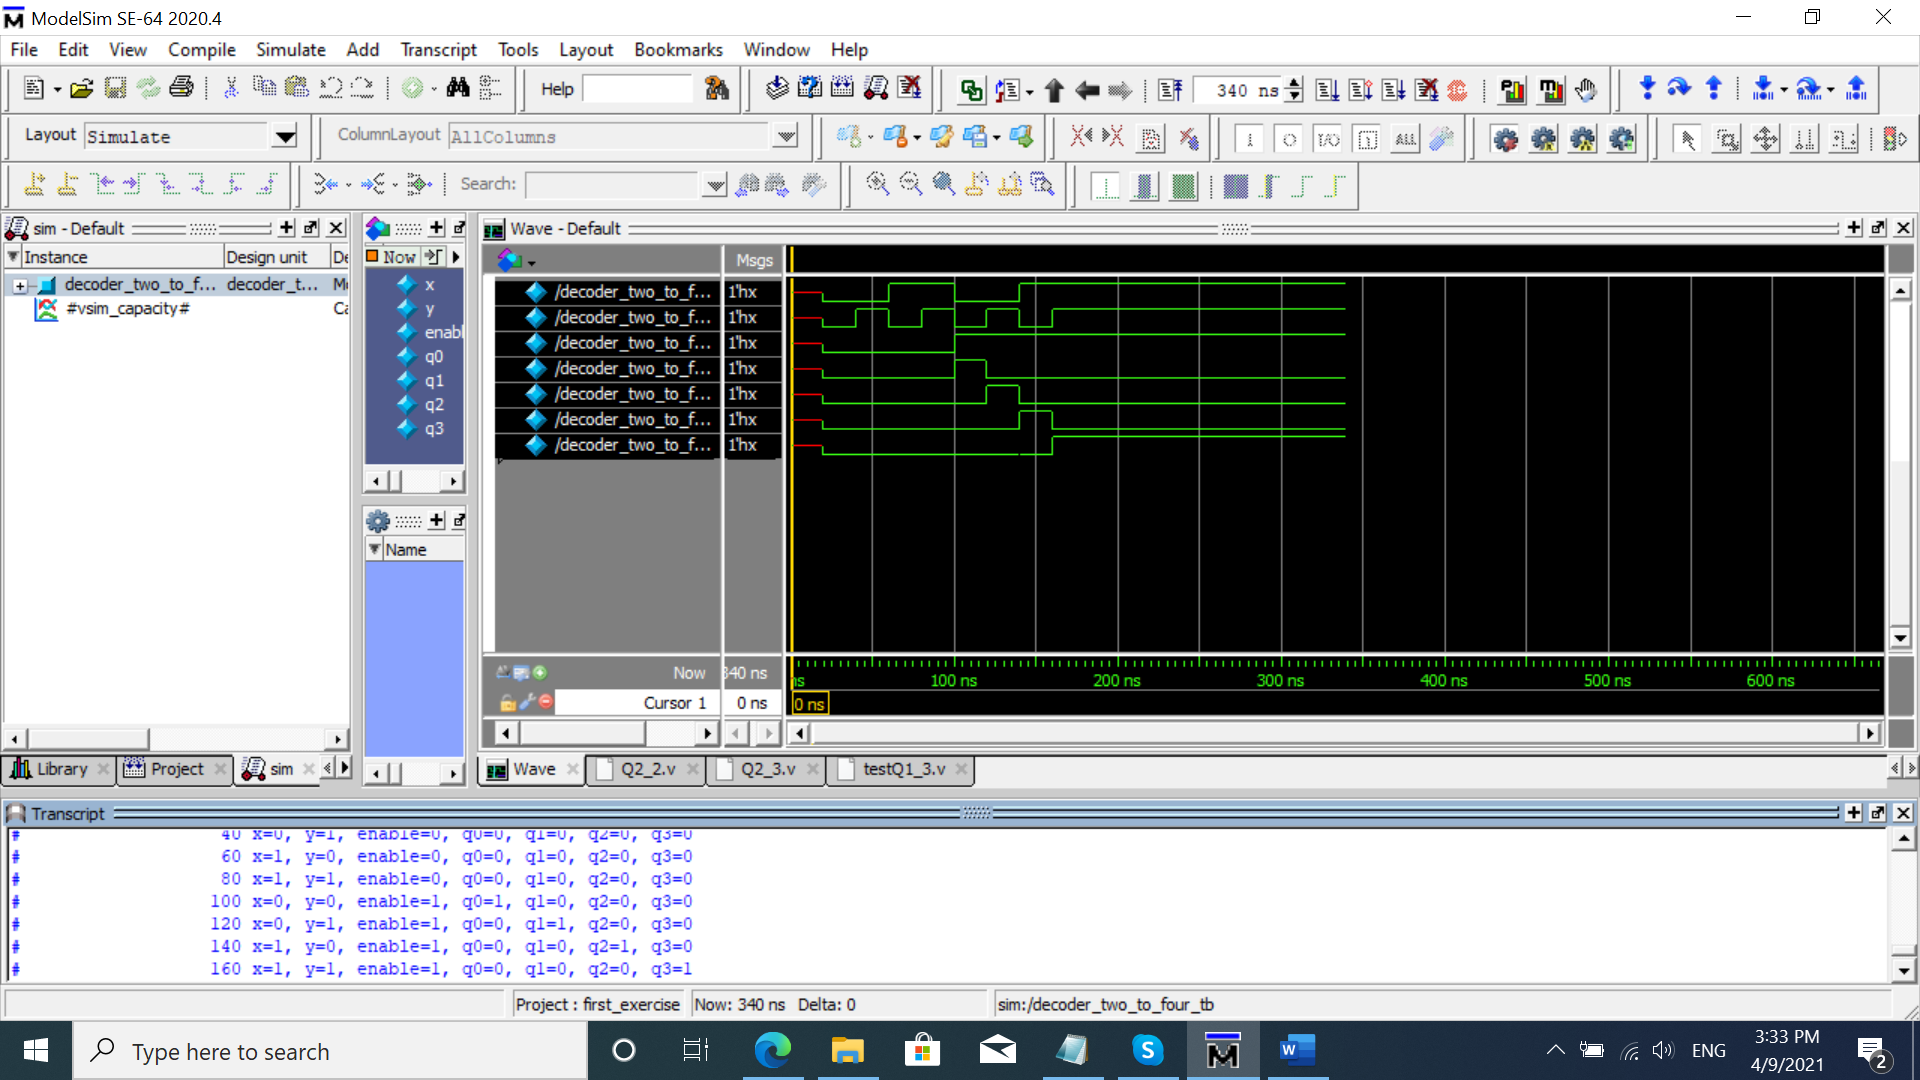 ModelSim SE-64 2020.4
File Edit View Compile Simulate Add Transcript Tools Layout Bookmarks Window Help
Help 340 ns
Layout Simulate ColumnLayout AllColumns
Search:
sim - Default
Instance Design unit De
decoder_two_to_f... decoder_t... Mo
#vsim_capacity# Ca
Now
x
y
enabl
q0
q1
q2
q3
Name
Wave - Default
Msgs
/decoder_two_to_f... 1'hx
/decoder_two_to_f... 1'hx
/decoder_two_to_f... 1'hx
/decoder_two_to_f... 1'hx
/decoder_two_to_f... 1'hx
/decoder_two_to_f... 1'hx
/decoder_two_to_f... 1'hx
Now 340 ns
ns 100 ns 200 ns 300 ns 400 ns 500 ns 600 ns
Cursor 1 0 ns 0 ns
Library Project sim
Wave Q2_2.v Q2_3.v testQ1_3.v
Transcript
# 40 x=0, y=1, enable=0, q0=0, q1=0, q2=0, q3=0
# 60 x=1, y=0, enable=0, q0=0, q1=0, q2=0, q3=0
# 80 x=1, y=1, enable=0, q0=0, q1=0, q2=0, q3=0
# 100 x=0, y=0, enable=1, q0=1, q1=0, q2=0, q3=0
# 120 x=0, y=1, enable=1, q0=0, q1=1, q2=0, q3=0
# 140 x=1, y=0, enable=1, q0=0, q1=0, q2=1, q3=0
# 160 x=1, y=1, enable=1, q0=0, q1=0, q2=0, q3=1
Project : first_exercise Now: 340 ns Delta: 0 sim:/decoder_two_to_four_tb
Type here to search
ENG
3:33 PM
4/9/2021
2